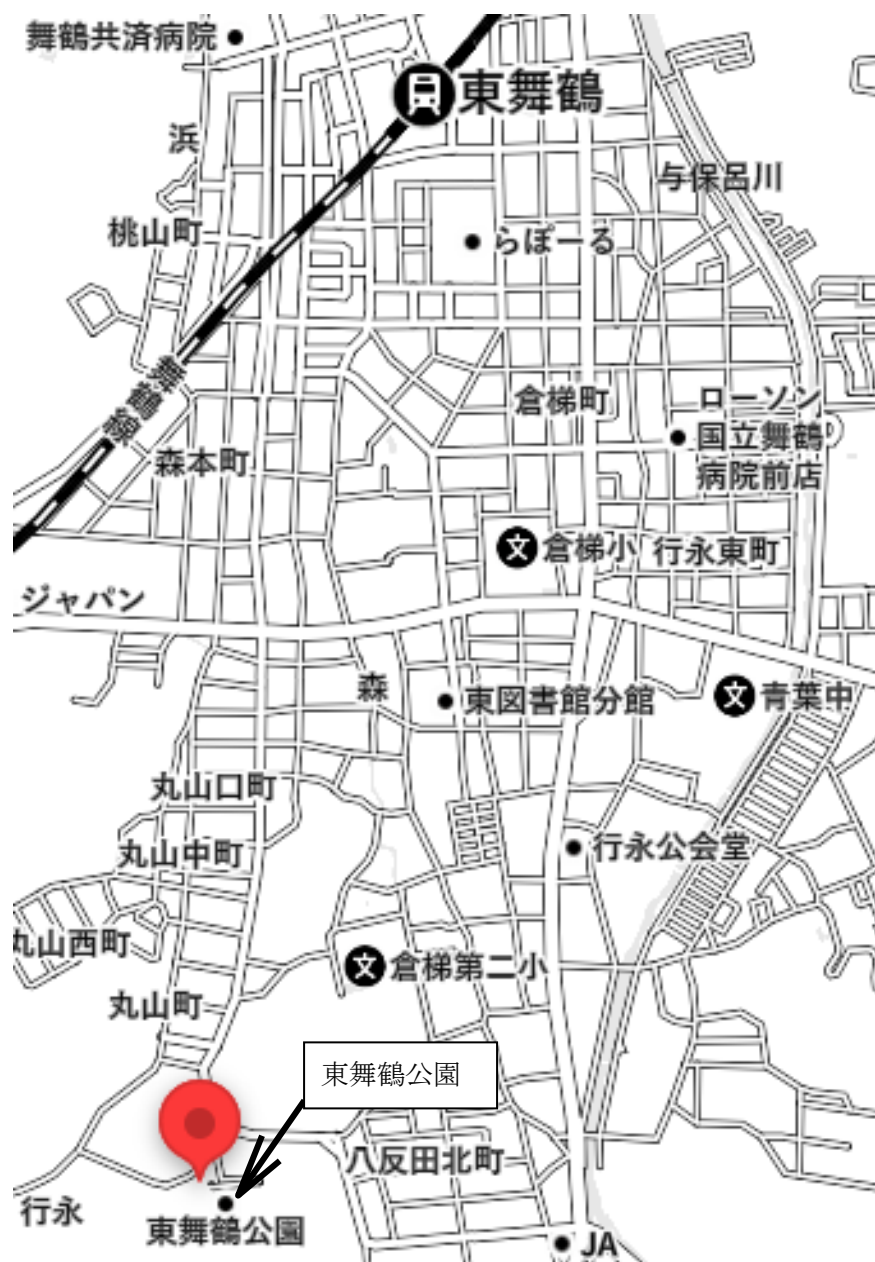 舞鶴共済病院
東舞鶴
浜
与保呂川
桃山町
らぽーる
舞鶴線
倉梯町
ローソン
国立舞鶴
病院前店
森本町
文
倉梯小
行永東町
ジャパン
森
東図書館分館
文
青葉中
丸山口町
行永公会堂
丸山中町
丸山西町
文
倉梯第二小
丸山町
東舞鶴公園
八反田北町
行永
東舞鶴公園
JA